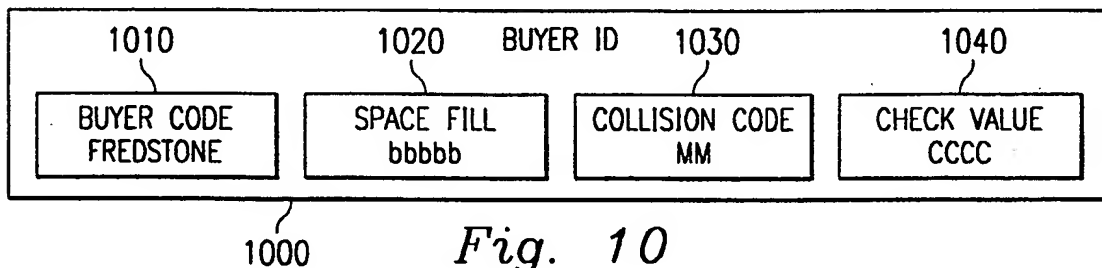 1010 1020 BUYER ID 1030 1040
BUYER CODE SPACE FILL COLLISION CODE CHECK VALUE
FREDSTONE bbbbb MM CCCC
1000 Fig. 10